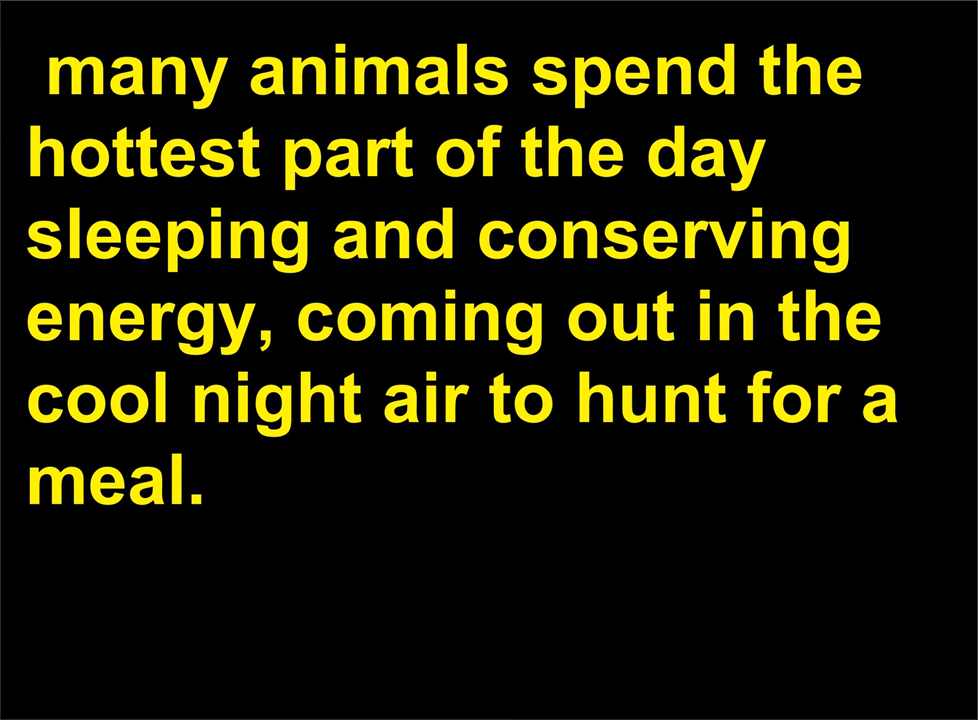 many animals spend the
hottest part of the day
sleeping and conserving
energy, coming out in the
cool night air to hunt for a
meal.